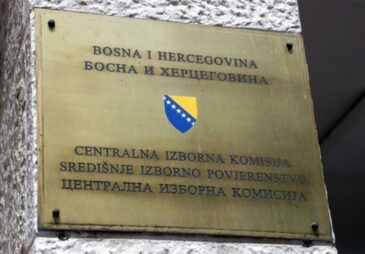 BOSNA I HERCEGOVINA
БОСНА И ХЕРЦЕГОВИНА
CENTRALNA IZBORNA KOMISIJA
SREDIŠNJE IZBORNO POVJERENSTVO
ЦЕНТРАЛНА ИЗБОРНА КОМИСИЈА